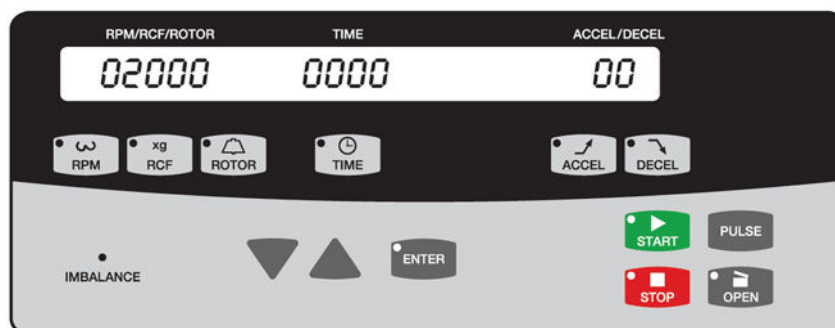 RPM/RCF/ROTOR TIME ACCEL/DECEL
02000 0000 00
ω xg
RPM RCF ROTOR TIME ACCEL DECEL
START PULSE
ENTER
IMBALANCE
STOP OPEN